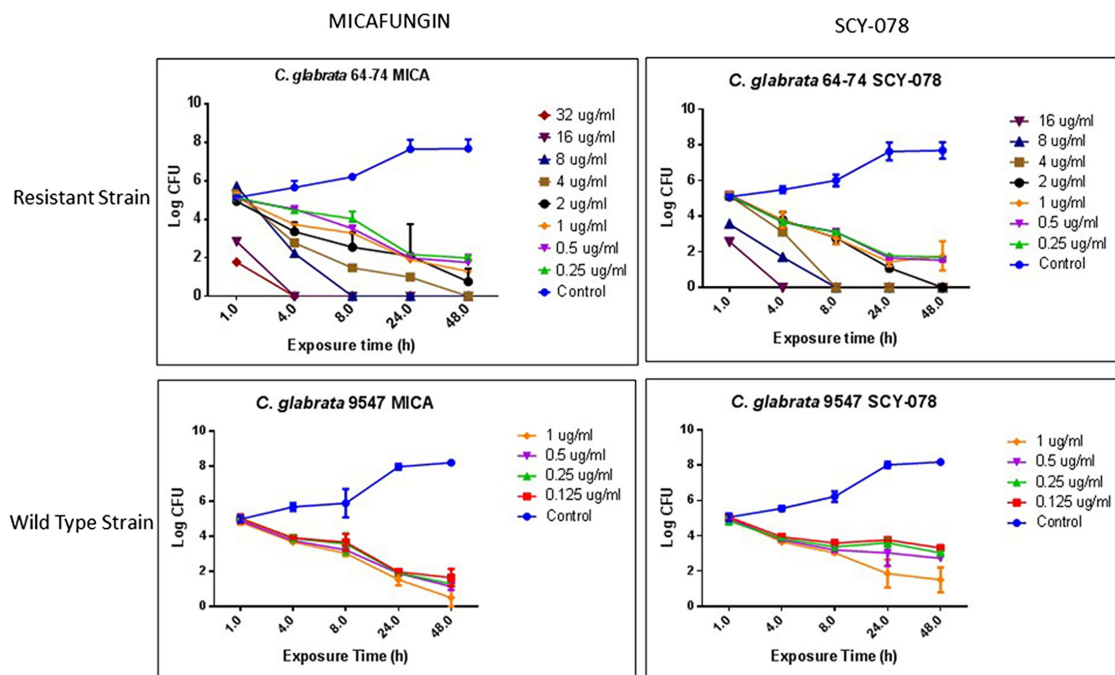 MICAFUNGIN
SCY-078
Resistant Strain
C. glabrata 64-74 MICA
Log CFU
10
8
6
4
2
0
1.0
4.0
8.0
24.0
48.0
Exposure time (h)
32 ug/ml
16 ug/ml
8 ug/ml
4 ug/ml
2 ug/ml
1 ug/ml
0.5 ug/ml
0.25 ug/ml
Control
C. glabrata 64-74 SCY-078
Log CFU
10
8
6
4
2
0
1.0
4.0
8.0
24.0
48.0
Exposure time (h)
16 ug/ml
8 ug/ml
4 ug/ml
2 ug/ml
1 ug/ml
0.5 ug/ml
0.25 ug/ml
Control
Wild Type Strain
C. glabrata 9547 MICA
Log CFU
10
8
6
4
2
0
1.0
4.0
8.0
24.0
48.0
Exposure Time (h)
1 ug/ml
0.5 ug/ml
0.25 ug/ml
0.125 ug/ml
Control
C. glabrata 9547 SCY-078
Log CFU
10
8
6
4
2
0
1.0
4.0
8.0
24.0
48.0
Exposure Time (h)
1 ug/ml
0.5 ug/ml
0.25 ug/ml
0.125 ug/ml
Control